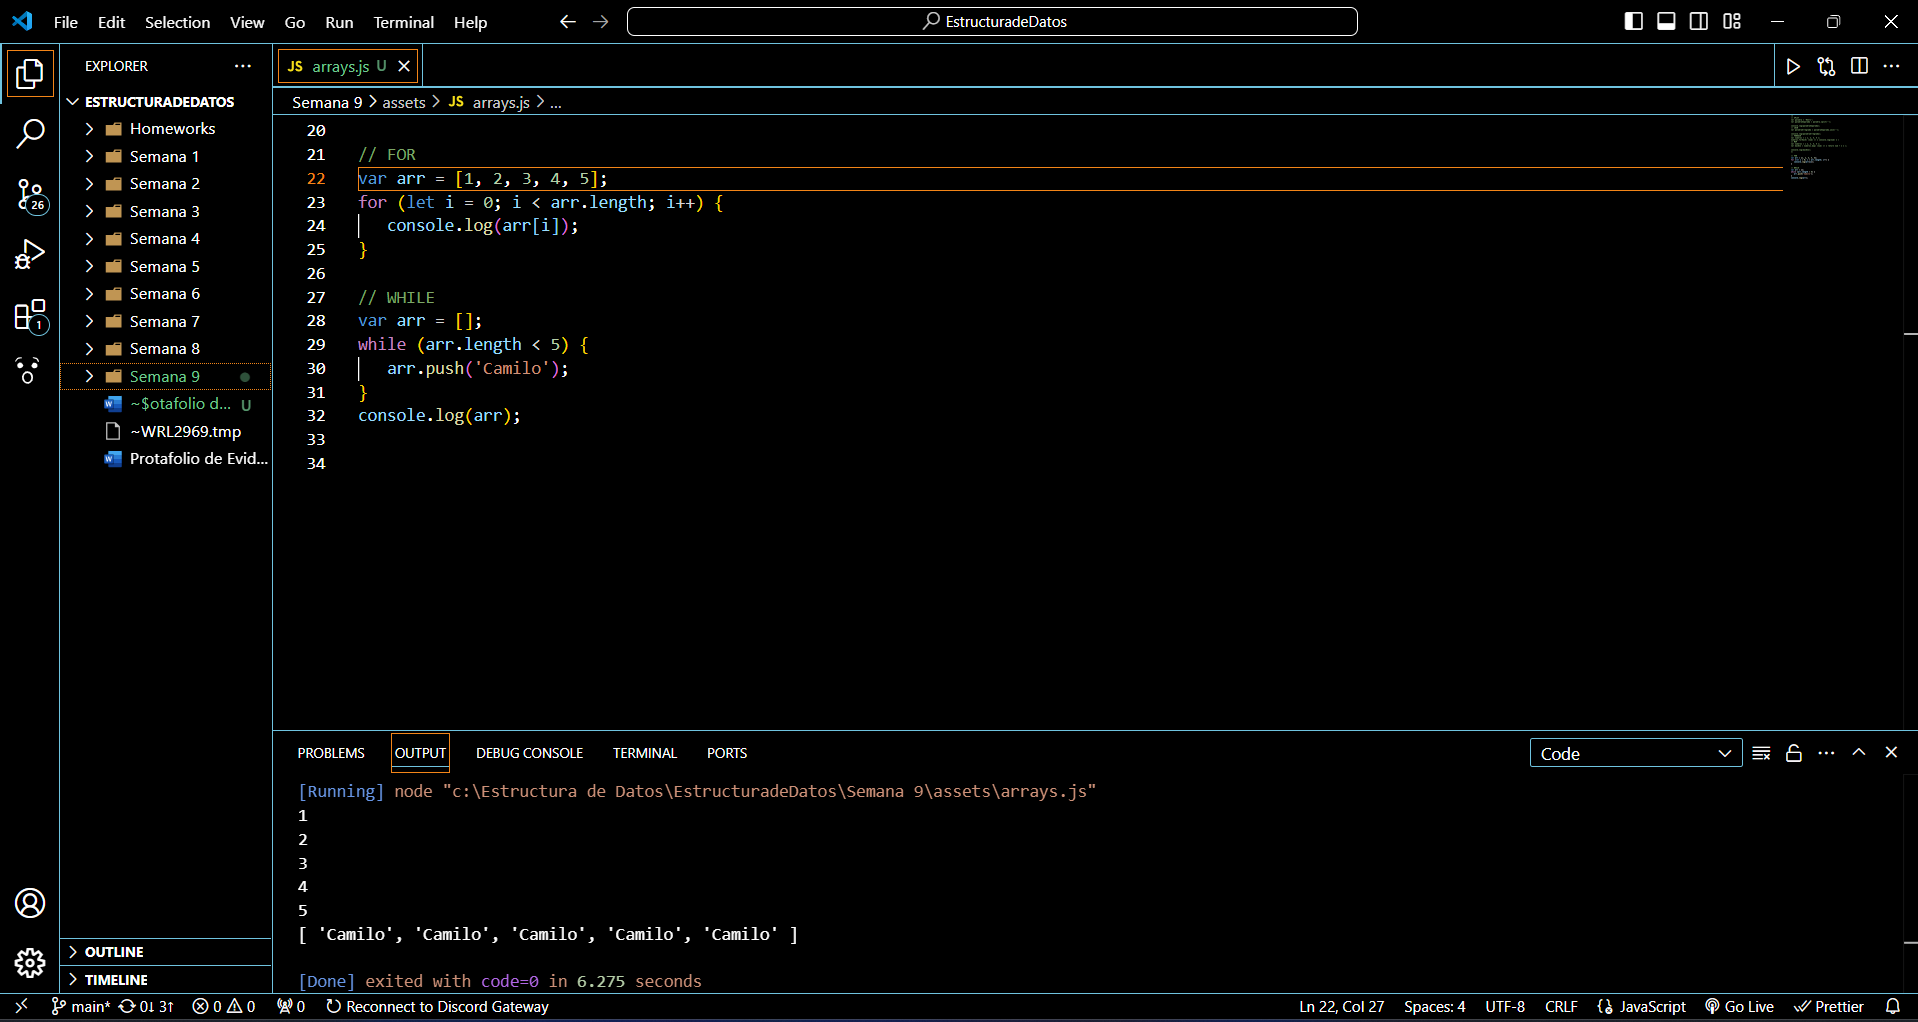 File Edit Selection View Go Run Terminal Help
EstructuradeDatos
EXPLORER
ESTRUCTURADEDATOS
Homeworks
Semana 1
Semana 2
Semana 3
Semana 4
Semana 5
Semana 6
Semana 7
Semana 8
Semana 9
~$otafolio d... U
~WRL2969.tmp
Protafolio de Evid...
OUTLINE
TIMELINE
26
1
JS arrays.js U
Semana 9 > assets > JS arrays.js > ...
20
21 // FOR
22 var arr = [1, 2, 3, 4, 5];
23 for (let i = 0; i < arr.length; i++) {
24 console.log(arr[i]);
25 }
26
27 // WHILE
28 var arr = [];
29 while (arr.length < 5) {
30 arr.push('Camilo');
31 }
32 console.log(arr);
33
34
PROBLEMS OUTPUT DEBUG CONSOLE TERMINAL PORTS
Code
[Running] node "c:\Estructura de Datos\EstructuradeDatos\Semana 9\assets\arrays.js"
1
2
3
4
5
[ 'Camilo', 'Camilo', 'Camilo', 'Camilo', 'Camilo' ]
[Done] exited with code=0 in 6.275 seconds
main* 0↓ 3↑ 0 0 0 Reconnect to Discord Gateway
Ln 22, Col 27 Spaces: 4 UTF-8 CRLF {} JavaScript Go Live Prettier